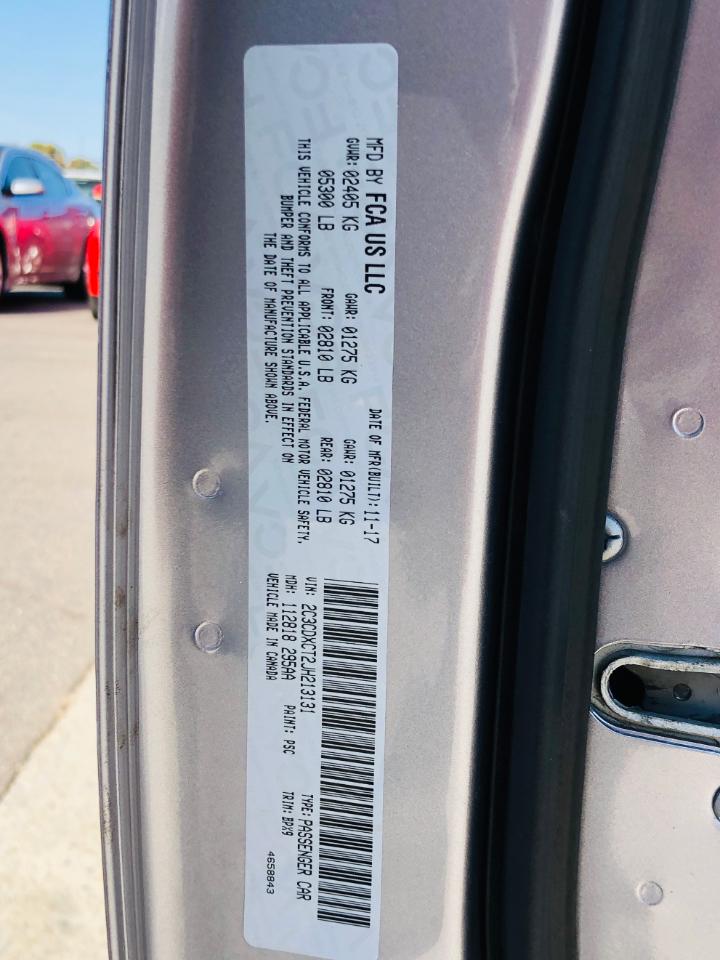 MFD BY FCA US LLC DATE OF MFR(BUILT): 11-17
GVWR: 02405 KG GAWR: 01275 KG GAWR: 01275 KG
05300 LB FRONT: 02810 LB REAR: 02810 LB
THIS VEHICLE CONFORMS TO ALL APPLICABLE U.S.A. FEDERAL MOTOR VEHICLE SAFETY,
BUMPER AND THEFT PREVENTION STANDARDS IN EFFECT ON
THE DATE OF MANUFACTURE SHOWN ABOVE.
VIN: 2C3CDXCT2JH213131 TYPE: PASSENGER CAR
MDH: 112818 295AA PAINT: PSC TRIM: BPX9
VEHICLE MADE IN CANADA 4658843